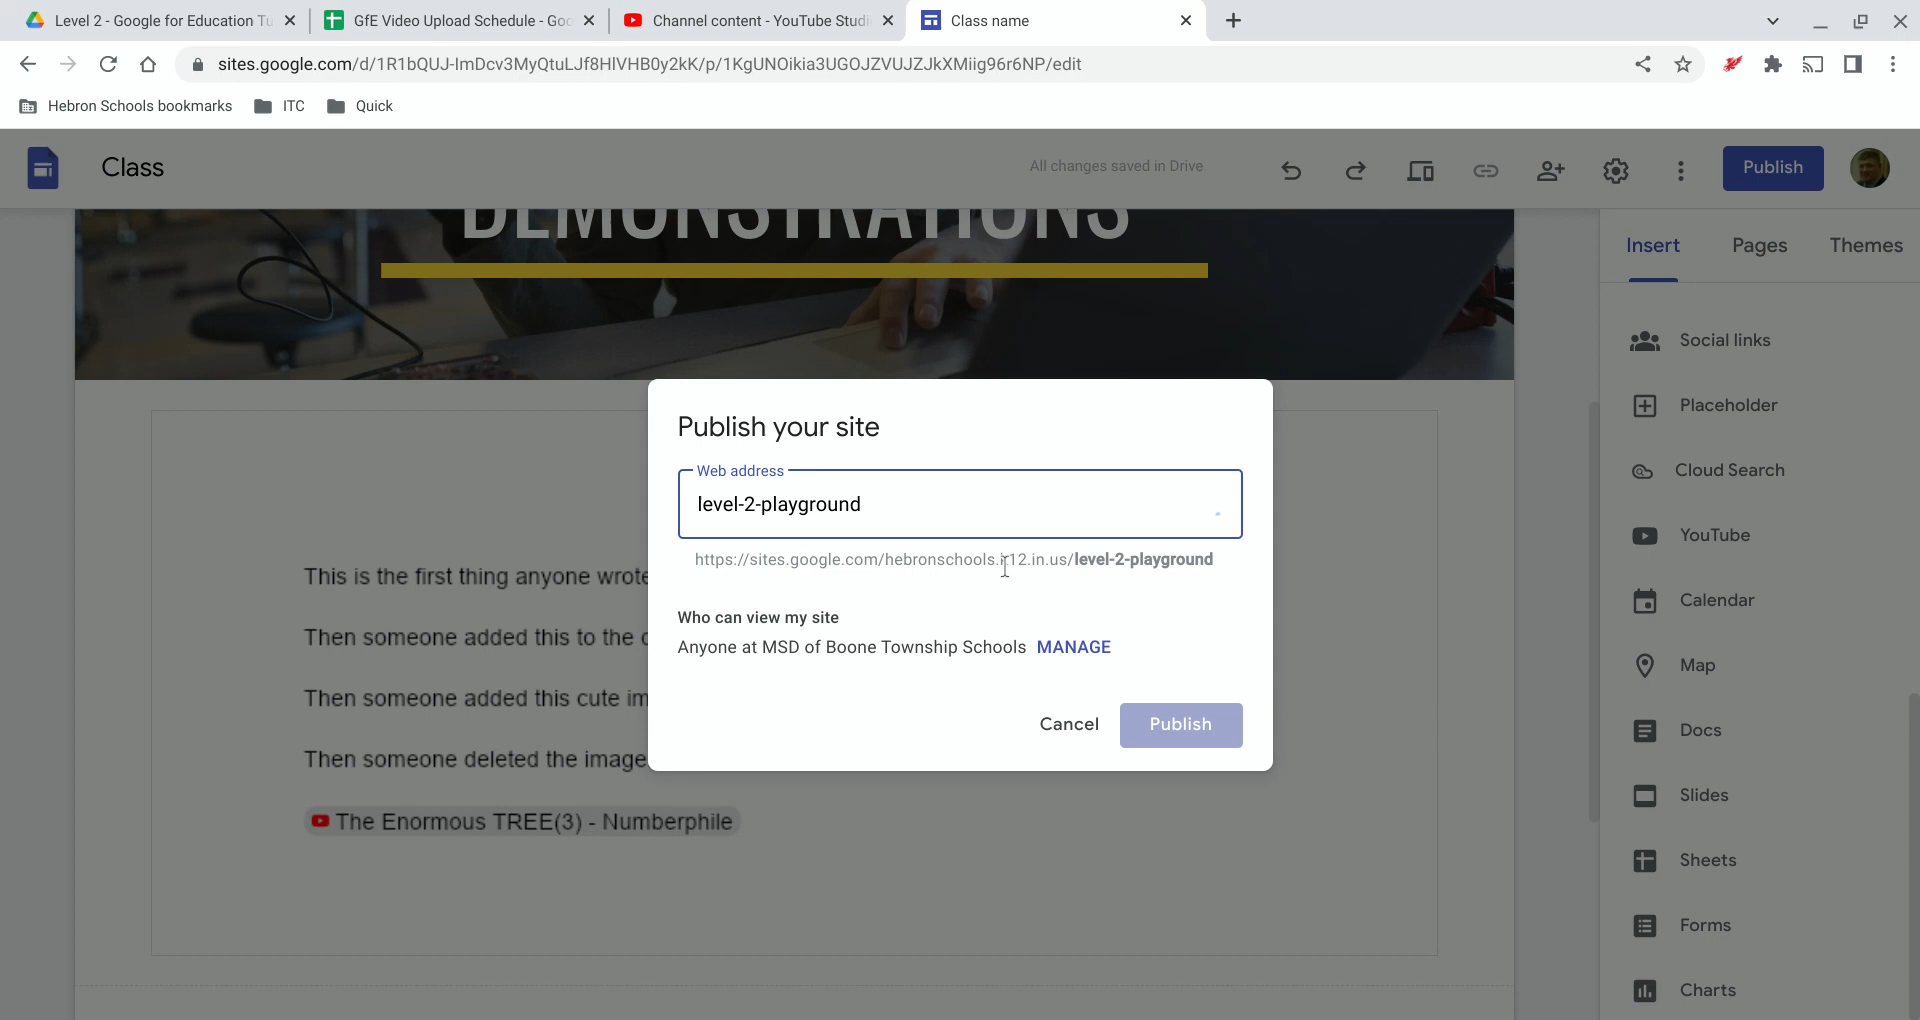 Level 2 - Google for Education Tu
GfE Video Upload Schedule - Goo
Channel content - YouTube Studi
Class name
sites.google.com/d/1R1bQUJ-ImDcv3MyQtuLJf8HlVHB0y2kK/p/1KgUNOikia3UGOJZVUJZJkXMiig96r6NP/edit
Hebron Schools bookmarks
ITC
Quick
Class
All changes saved in Drive
Publish
DEMONSTRATIONS
Insert
Pages
Themes
Social links
Placeholder
Cloud Search
YouTube
Calendar
Map
Docs
Slides
Sheets
Forms
Charts
Publish your site
Web address
level-2-playground
https://sites.google.com/hebronschools.k12.in.us/level-2-playground
Who can view my site
Anyone at MSD of Boone Township Schools MANAGE
Cancel
Publish
This is the first thing anyone wrote
Then someone added this to the
Then someone added this cute im
Then someone deleted the image
The Enormous TREE(3) - Numberphile